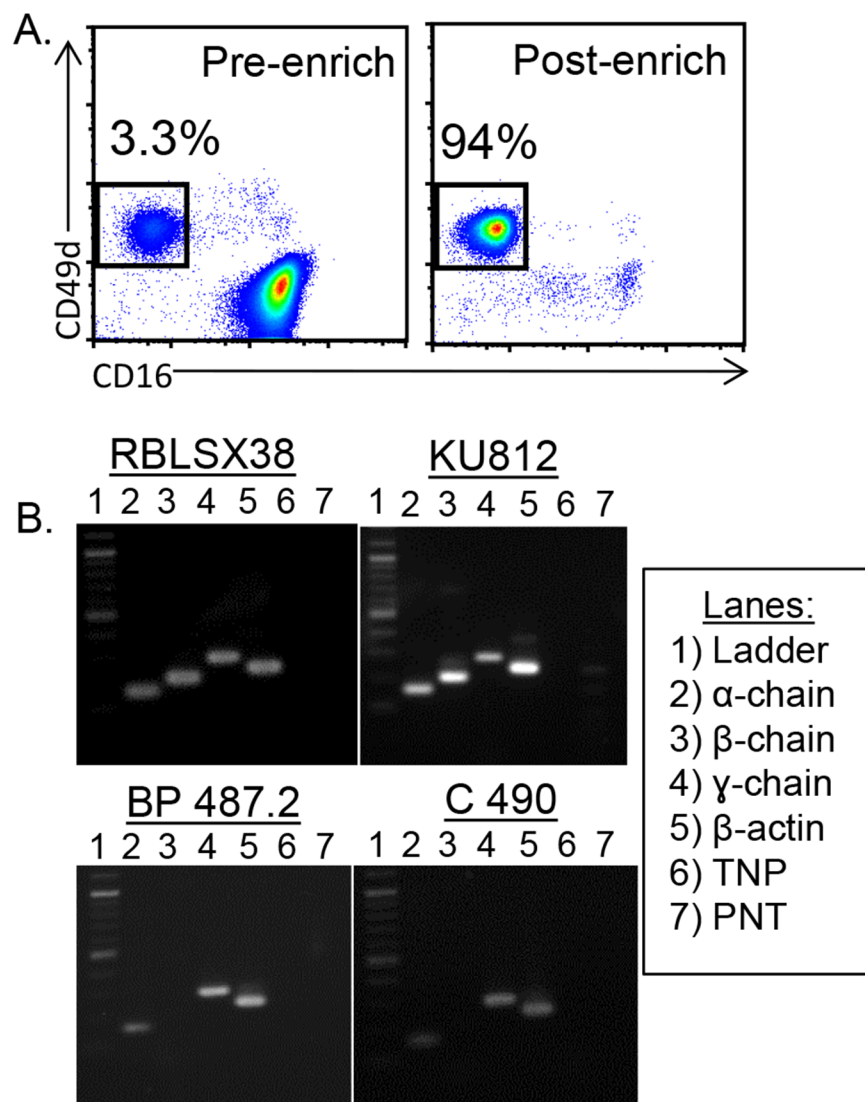 A.
Pre-enrich
Post-enrich
3.3%
94%
CD49d
CD16
B.
RBLSX38
KU812
1 2 3 4 5 6 7
1 2 3 4 5 6 7
BP 487.2
C 490
1 2 3 4 5 6 7
1 2 3 4 5 6 7
Lanes:
1) Ladder
2) α-chain
3) β-chain
4) ɣ-chain
5) β-actin
6) TNP
7) PNT